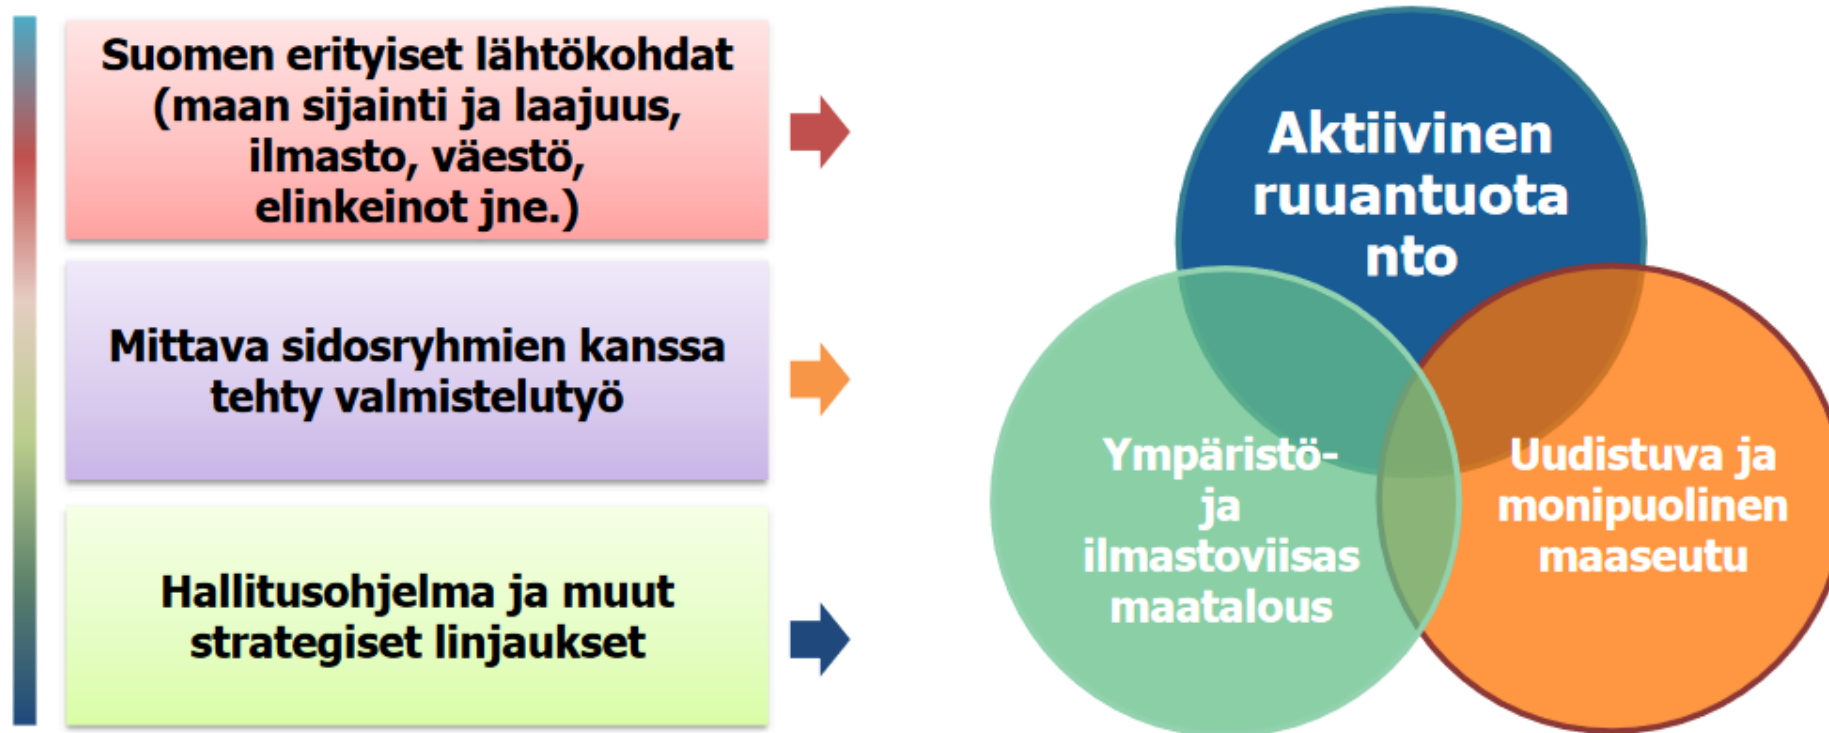 Suomen erityiset lähtökohdat
(maan sijainti ja laajuus,
ilmasto, väestö,
elinkeinot jne.)
Mittava sidosryhmien kanssa
tehty valmistelutyö
Hallitusohjelma ja muut
strategiset linjaukset
Aktiivinen
ruuantuota
nto
Ympäristö-
ja
ilmastoviisas
maatalous
Uudistuva ja
monipuolinen
maaseutu